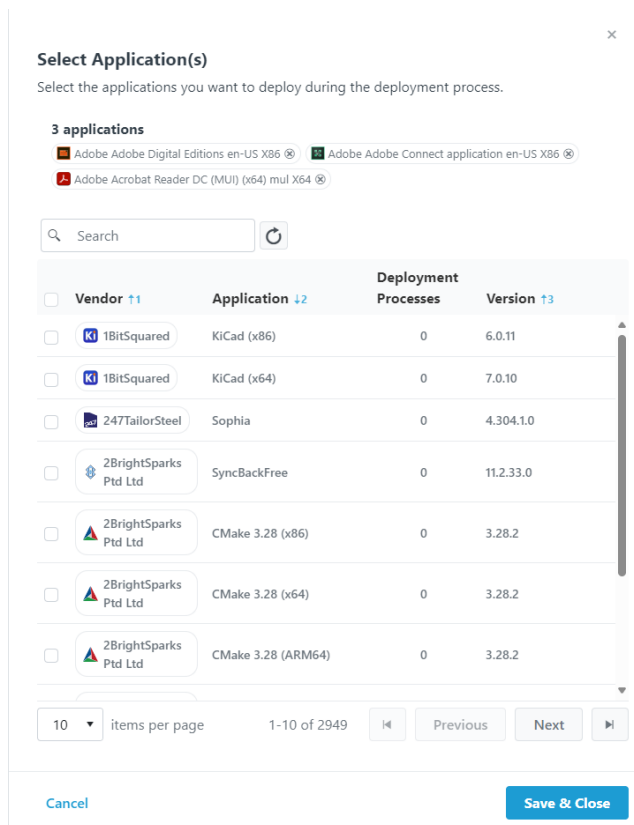 Select Application(s)
Select the applications you want to deploy during the deployment process.
3 applications
Adobe Adobe Digital Editions en-US X86
Adobe Adobe Connect application en-US X86
Adobe Acrobat Reader DC (MUI) (x64) mul X64
Search
Deployment
Vendor ↑1 Application ↓2 Processes Version ↑3
1BitSquared KiCad (x86) 0 6.0.11
1BitSquared KiCad (x64) 0 7.0.10
247TailorSteel Sophia 0 4.304.1.0
2BrightSparks
Ptd Ltd SyncBackFree 0 11.2.33.0
2BrightSparks
Ptd Ltd CMake 3.28 (x86) 0 3.28.2
2BrightSparks
Ptd Ltd CMake 3.28 (x64) 0 3.28.2
2BrightSparks
Ptd Ltd CMake 3.28 (ARM64) 0 3.28.2
10 items per page 1-10 of 2949 Previous Next
Cancel Save & Close